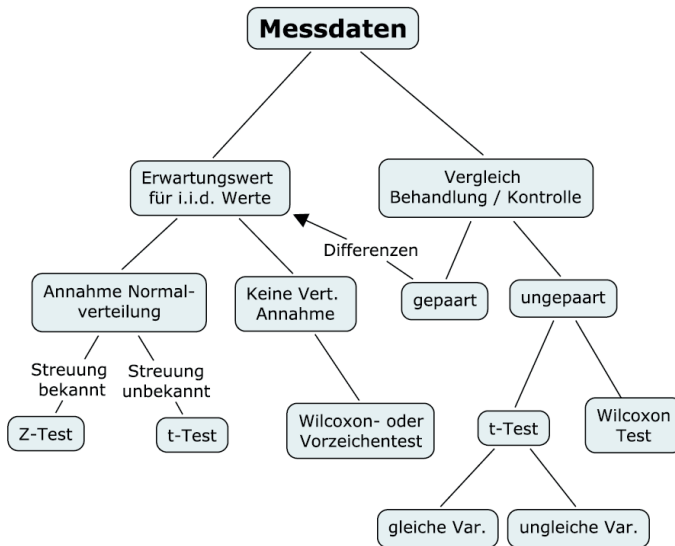 Messdaten
Erwartungswert
für i.i.d. Werte
Vergleich
Behandlung / Kontrolle
Differenzen
Annahme Normal-
verteilung
Keine Vert.
Annahme
gepaart
ungepaart
Streuung
bekannt
Streuung
unbekannt
Z-Test
t-Test
Wilcoxon- oder
Vorzeichentest
t-Test
Wilcoxon
Test
gleiche Var.
ungleiche Var.